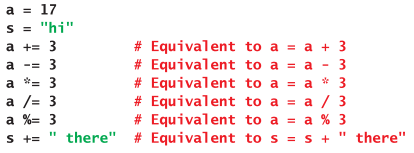 a = 17
s = "hi"
a += 3 # Equivalent to a = a + 3
a -= 3 # Equivalent to a = a - 3
a *= 3 # Equivalent to a = a * 3
a /= 3 # Equivalent to a = a / 3
a %= 3 # Equivalent to a = a % 3
s += " there" # Equivalent to s = s + " there"